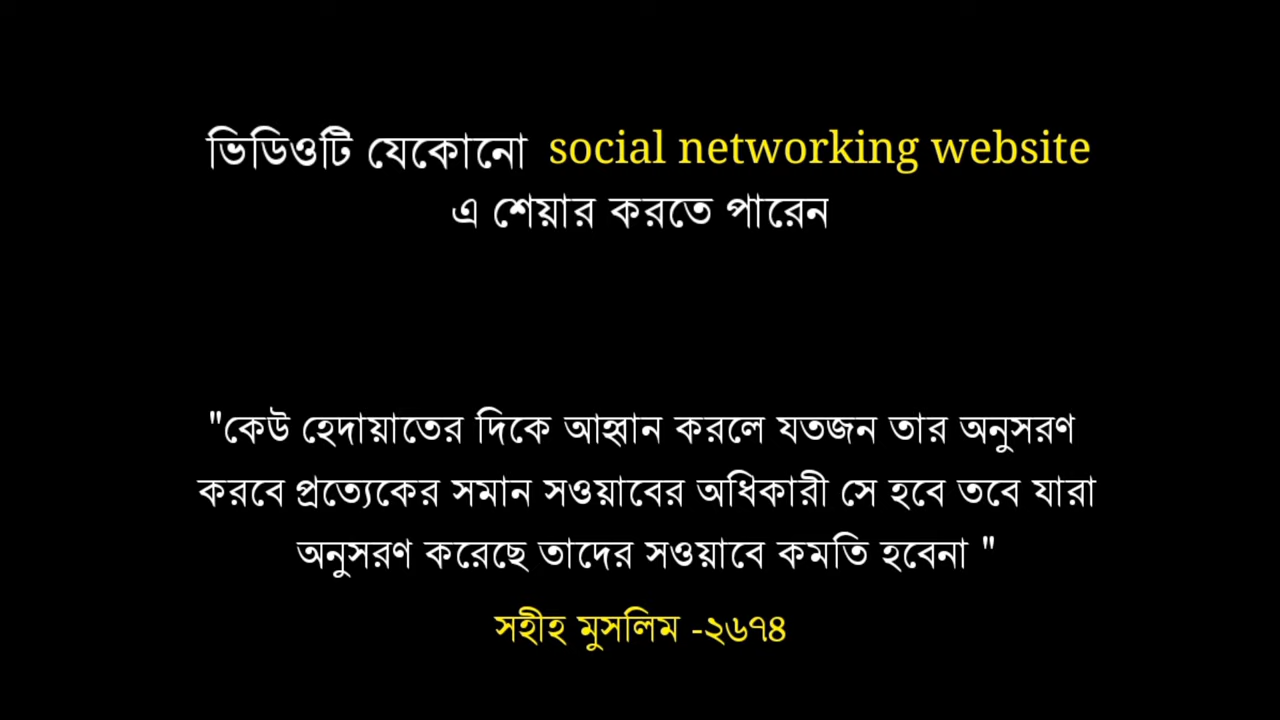 ভিডিওটি যেকোনো social networking website
এ শেয়ার করতে পারেন
"কেউ হেদায়াতের দিকে আহ্বান করলে যতজন তার অনুসরণ
করবে প্রত্যেকের সমান সওয়াবের অধিকারী সে হবে তবে যারা
অনুসরণ করেছে তাদের সওয়াবে কমতি হবেনা "
সহীহ মুসলিম -২৬৭৪